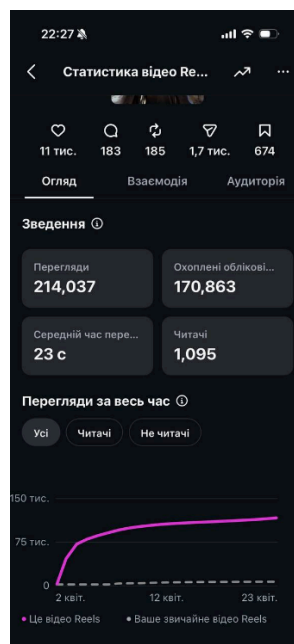 22:27
Статистика відео Re...
11 тис. 183 185 1,7 тис. 674
Огляд Взаємодія Аудиторія
Зведення
Перегляди Охоплені облікові...
214,037 170,863
Середній час пере... Читачі
23 с 1,095
Перегляди за весь час
Усі Читачі Не читачі
150 тис.
75 тис.
0
2 квіт. 12 квіт. 23 квіт.
Це відео Reels Ваше звичайне відео Reels